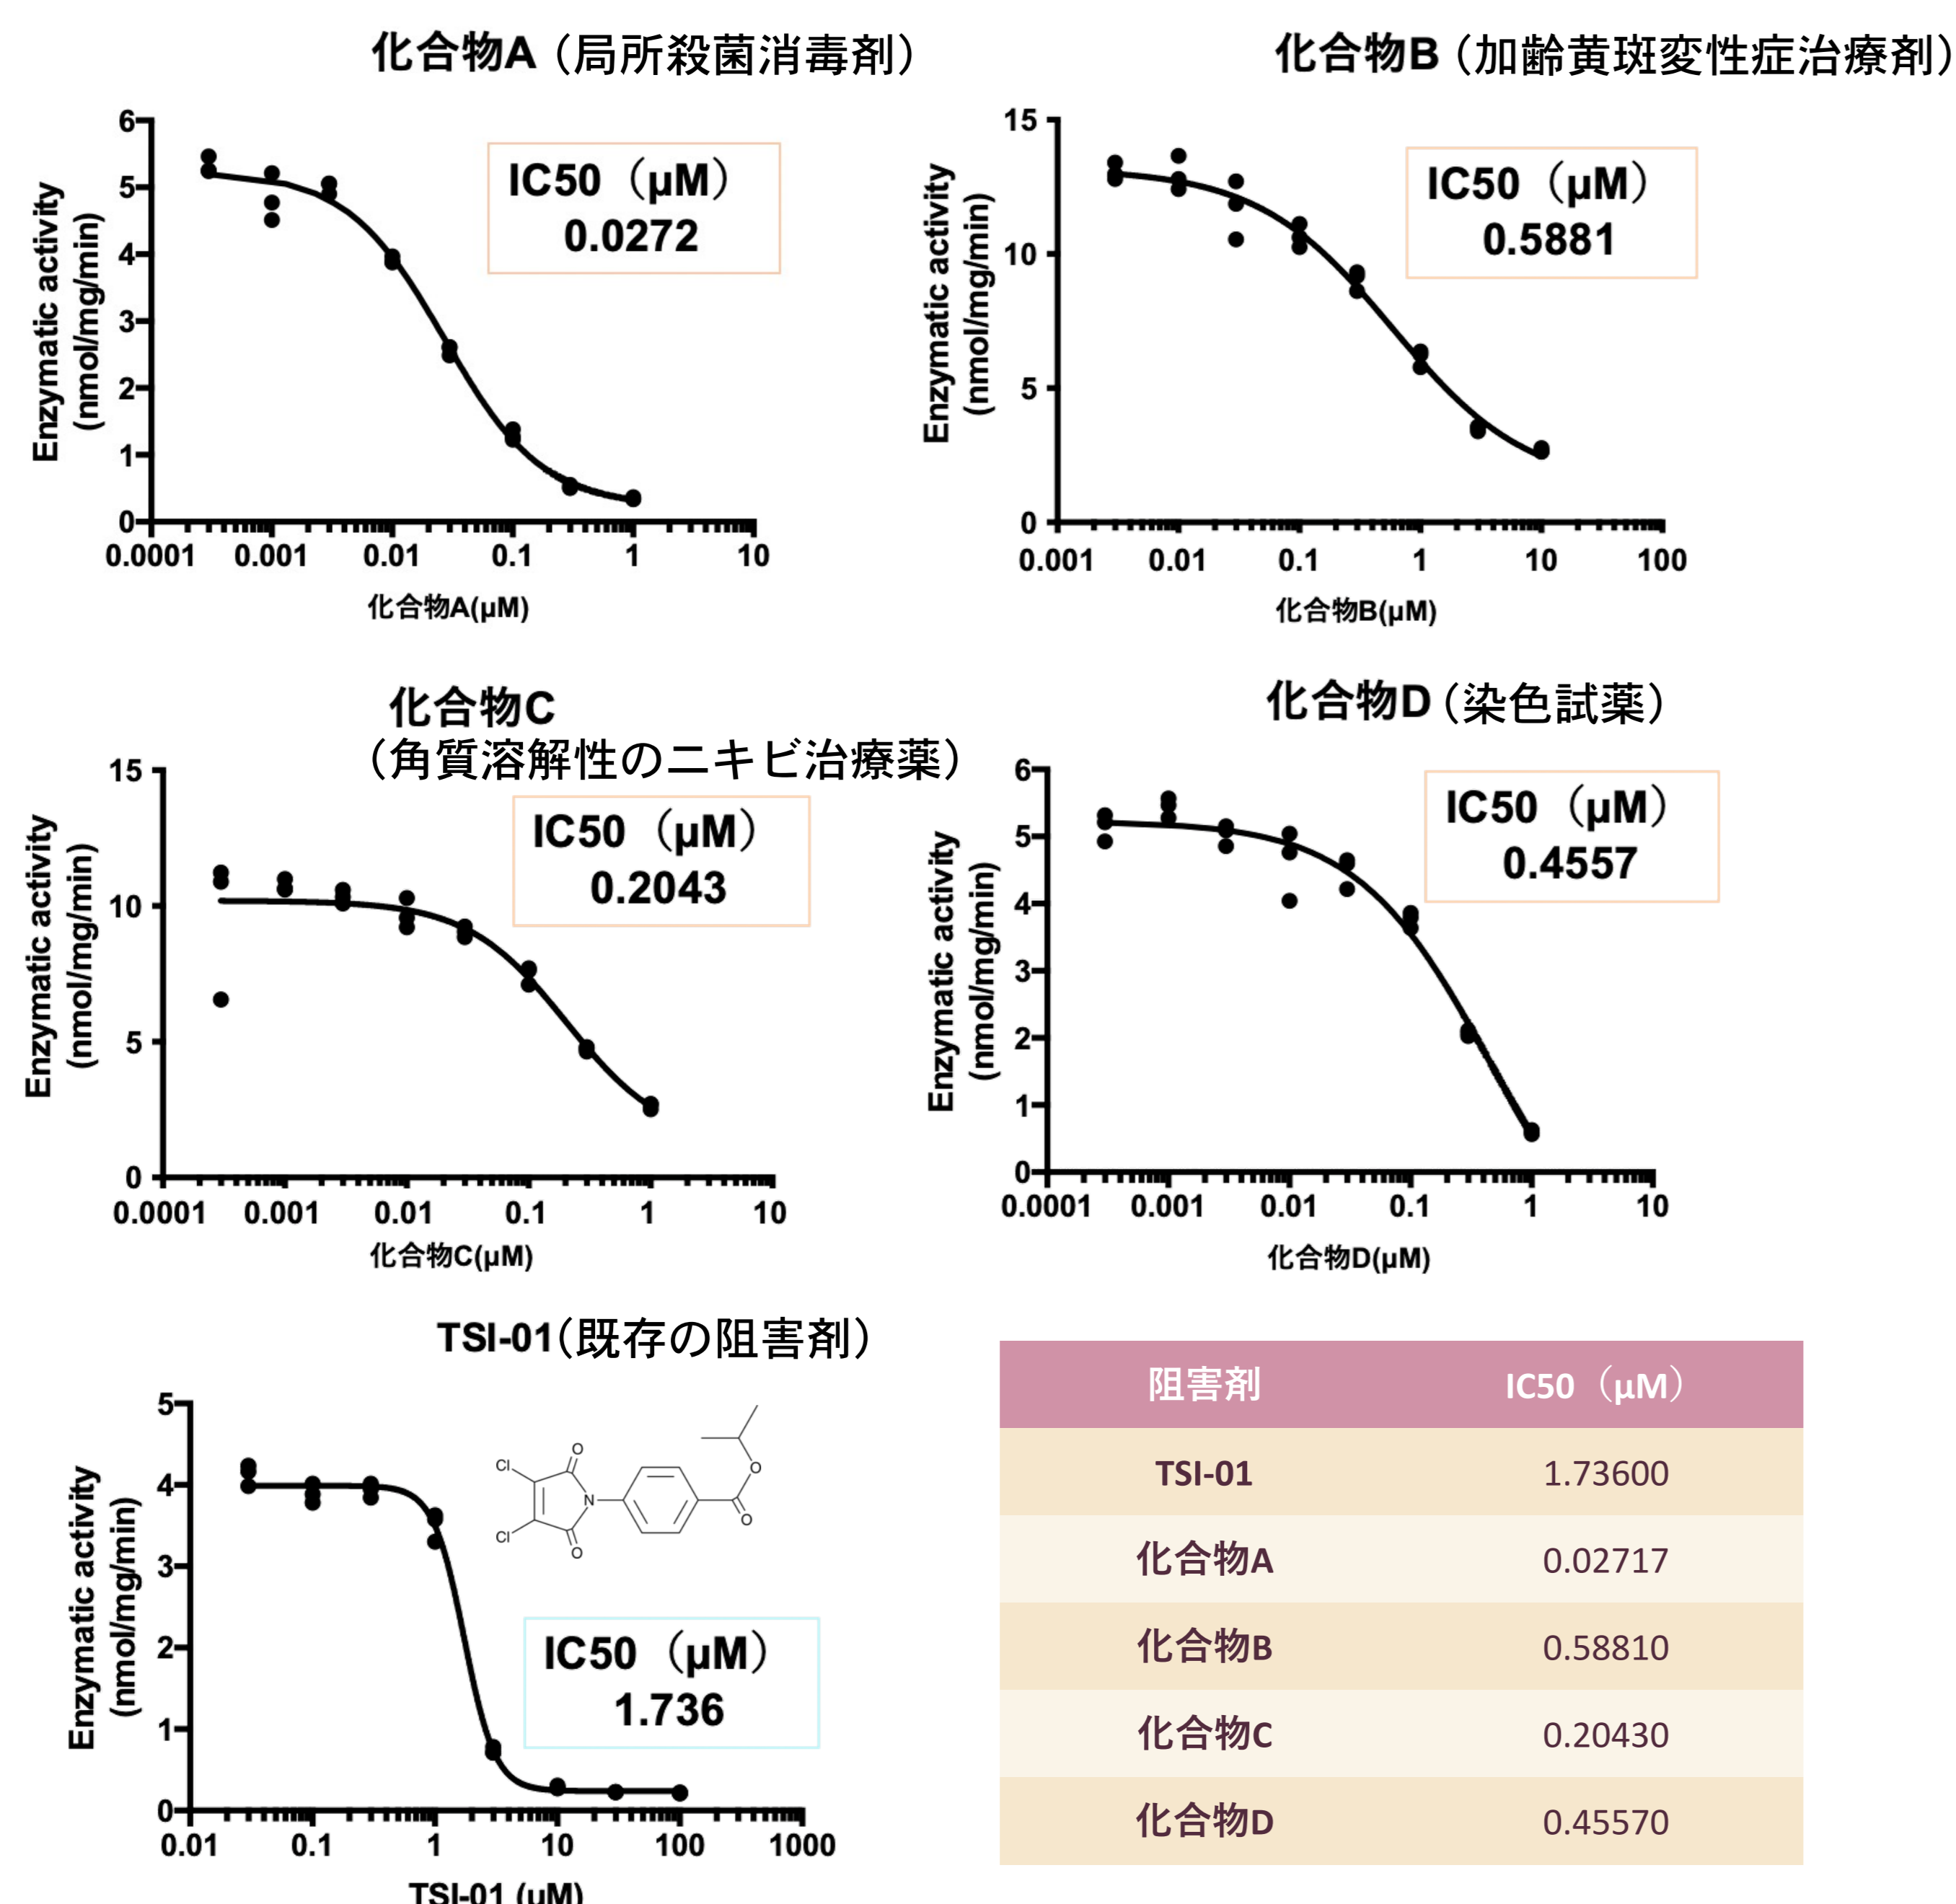 化合物A（局所殺菌消毒剤）
6
5
4
3
2
1
0
Enzymatic activity
(nmol/mg/min)
IC50（μM）
0.0272
0.0001 0.001 0.01 0.1 1 10
化合物A(μM)
化合物B（加齢黄斑変性症治療剤）
15
10
5
0
Enzymatic activity
(nmol/mg/min)
IC50（μM）
0.5881
0.001 0.01 0.1 1 10 100
化合物B(μM)
化合物C
（角質溶解性のニキビ治療薬）
15
10
5
0
Enzymatic activity
(nmol/mg/min)
IC50（μM）
0.2043
0.0001 0.001 0.01 0.1 1 10
化合物C(μM)
化合物D（染色試薬）
6
5
4
3
2
1
0
Enzymatic activity
(nmol/mg/min)
IC50（μM）
0.4557
0.0001 0.001 0.01 0.1 1 10
化合物D(μM)
TSI-01（既存の阻害剤）
5
4
3
2
1
0
Enzymatic activity
(nmol/mg/min)
Cl
Cl
O
O
N
O
O
IC50（μM）
1.736
0.01 0.1 1 10 100 1000
TSI-01 (μM)
阻害剤 IC50（μM）
TSI-01 1.73600
化合物A 0.02717
化合物B 0.58810
化合物C 0.20430
化合物D 0.45570